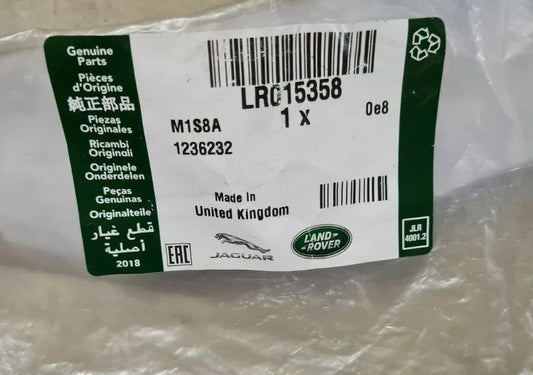 Genuine
Parts
Pièces
d'Origine
純正部品
Piezas
Originales
Ricambi
Originali
Originele
Onderdelen
Peças
Genuinas
Originalteile
قطع غيار
أصلية
2018
LR015358
1 X
0e8
M1S8A
1236232
Made In
United Kingdom
EAC
JAGUAR
LAND
ROVER
JLR
4001.2